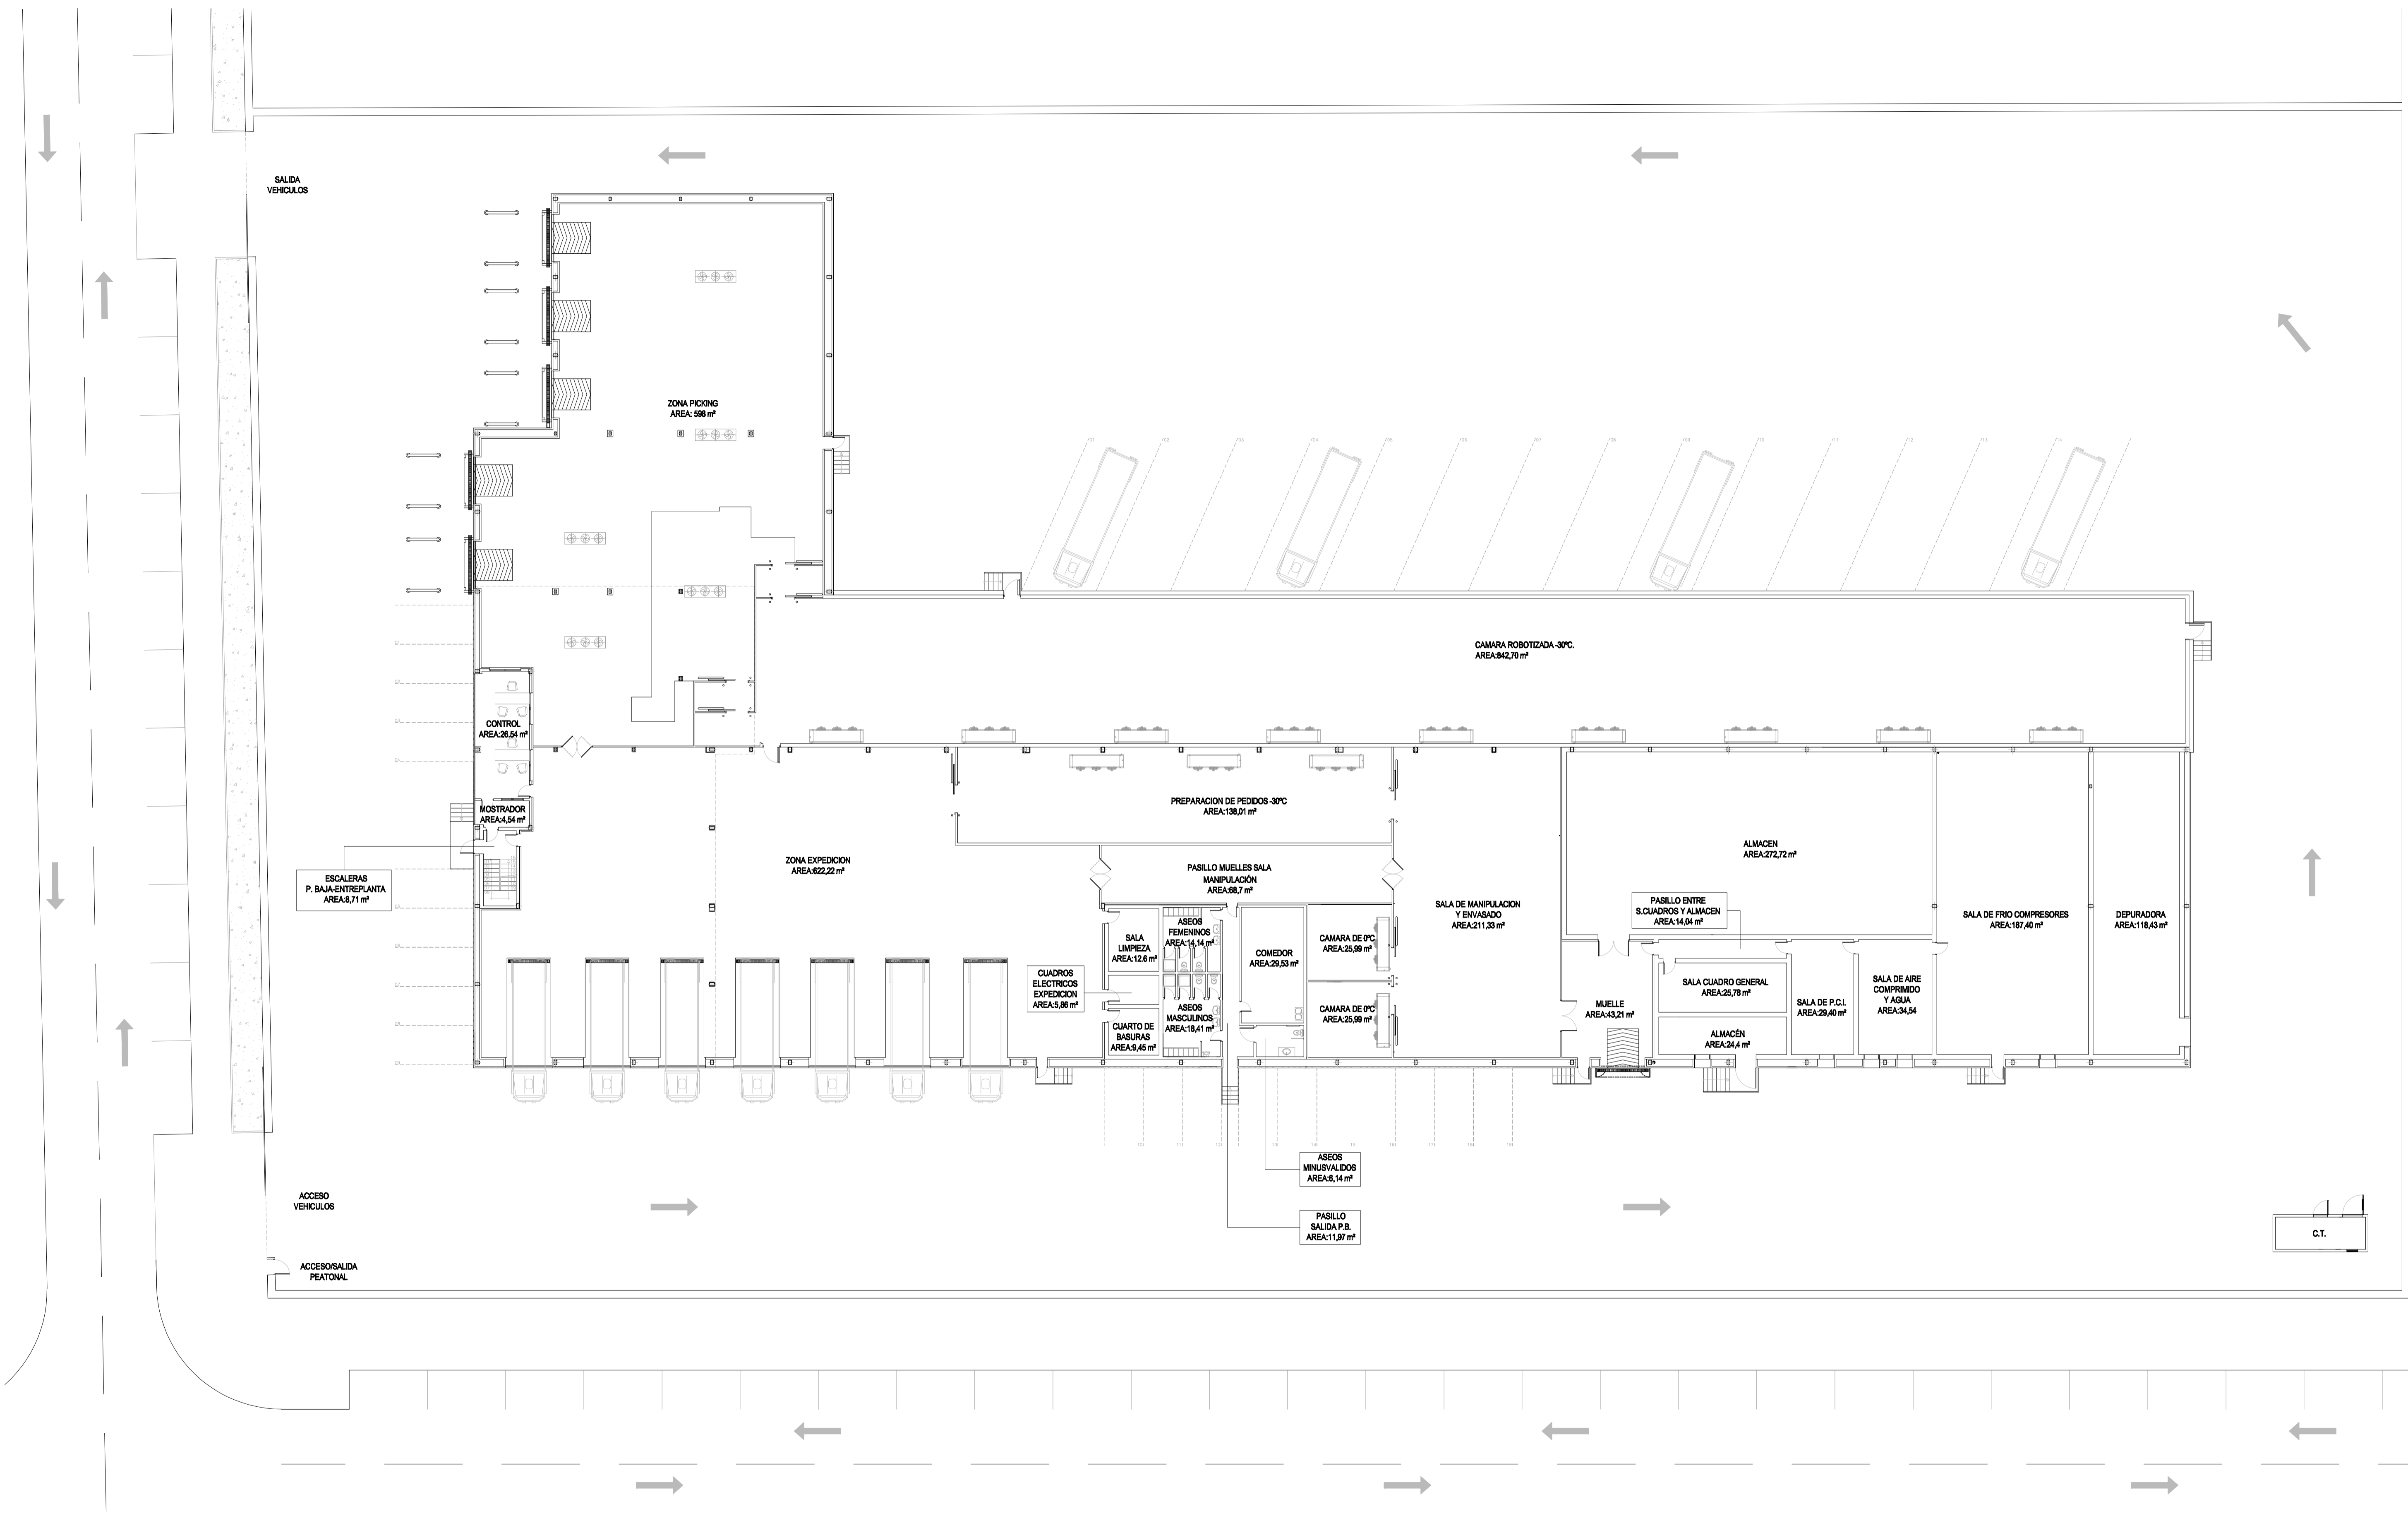 SALIDA
VEHICULOS
ZONA PICKING
AREA: 598 m²
CAMARA ROBOTIZADA -30ºC.
AREA:842,70 m²
CONTROL
AREA:26.54 m²
MOSTRADOR
AREA:4,54 m²
PREPARACION DE PEDIDOS -30ºC
AREA:138,01 m²
ESCALERAS
P. BAJA-ENTREPLANTA
AREA:8,71 m²
ZONA EXPEDICION
AREA:622,22 m²
PASILLO MUELLES SALA
MANIPULACIÓN
AREA:68,7 m²
ALMACEN
AREA:272,72 m²
SALA DE MANIPULACION
Y ENVASADO
AREA:211,33 m²
PASILLO ENTRE
S.CUADROS Y ALMACEN
AREA:14,04 m²
SALA DE FRIO COMPRESORES
AREA:187,40 m²
DEPURADORA
AREA:118,43 m²
SALA
LIMPIEZA
AREA:12.6 m²
ASEOS
FEMENINOS
AREA:14,14 m²
COMEDOR
AREA:29,53 m²
CAMARA DE 0ºC
AREA:25,99 m²
CUADROS
ELECTRICOS
EXPEDICION
AREA:5,86 m²
SALA CUADRO GENERAL
AREA:25,78 m²
SALA DE AIRE
COMPRIMIDO
Y AGUA
AREA:34,54
CUARTO DE
BASURAS
AREA:9,45 m²
ASEOS
MASCULINOS
AREA:18,41 m²
CAMARA DE 0ºC
AREA:25,99 m²
MUELLE
AREA:43,21 m²
ALMACÉN
AREA:24,4 m²
SALA DE P.C.I.
AREA:29,40 m²
ASEOS
MINUSVALIDOS
AREA:6,14 m²
PASILLO
SALIDA P.B.
AREA:11,97 m²
ACCESO
VEHICULOS
C.T.
ACCESO/SALIDA
PEATONAL